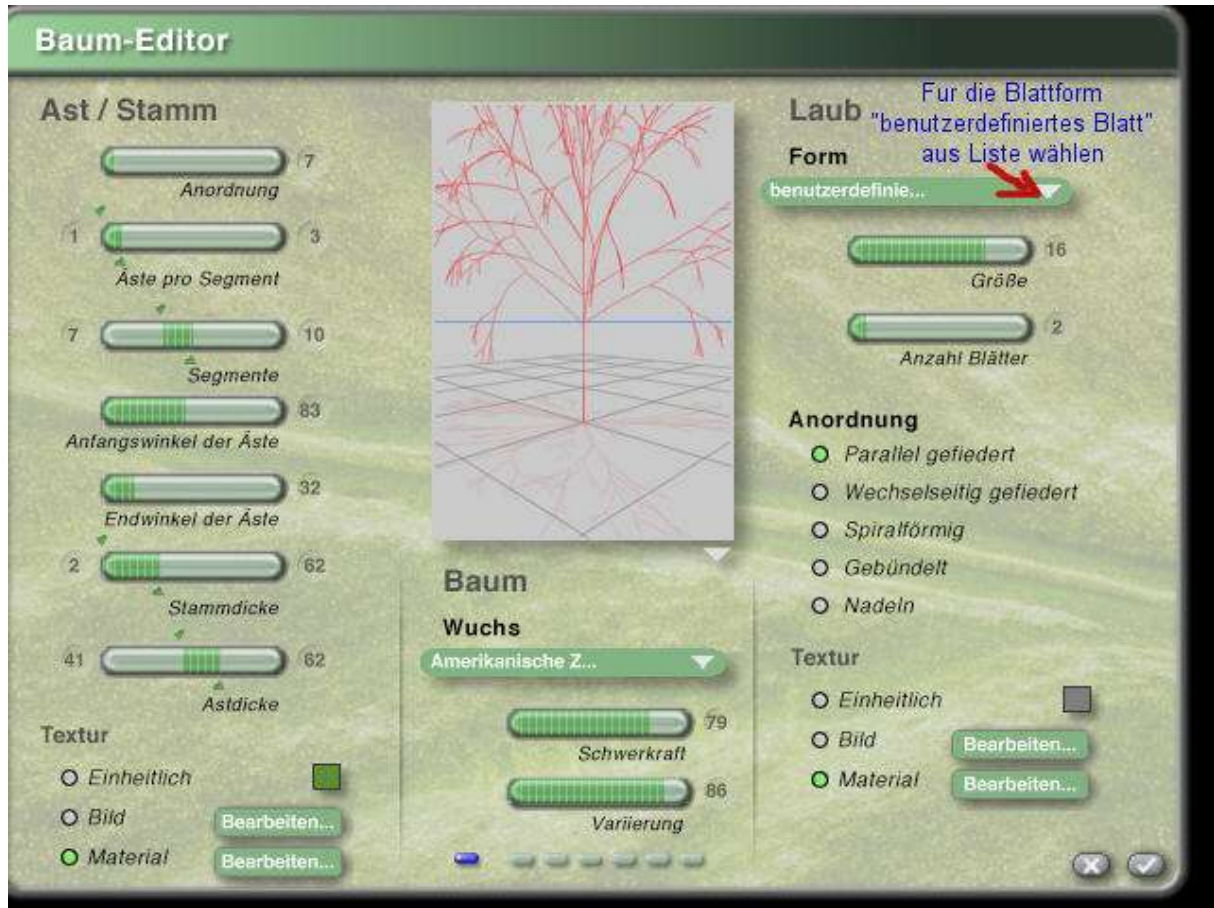 Baum-Editor
Ast / Stamm
7
Anordnung
1
3
Äste pro Segment
7
10
Segmente
83
Anfangswinkel der Äste
32
Endwinkel der Äste
2
62
Stammdicke
41
62
Astdicke
Textur
Einheitlich
Bild
Bearbeiten...
Material
Bearbeiten...
Baum
Wuchs
Amerikanische Z...
79
Schwerkraft
86
Variierung
Laub
Fur die Blattform
"benutzerdefiniertes Blatt"
aus Liste wählen
Form
benutzerdefinie...
16
Größe
2
Anzahl Blätter
Anordnung
Parallel gefiedert
Wechselseitig gefiedert
Spiralförmig
Gebündelt
Nadeln
Textur
Einheitlich
Bild
Bearbeiten...
Material
Bearbeiten...